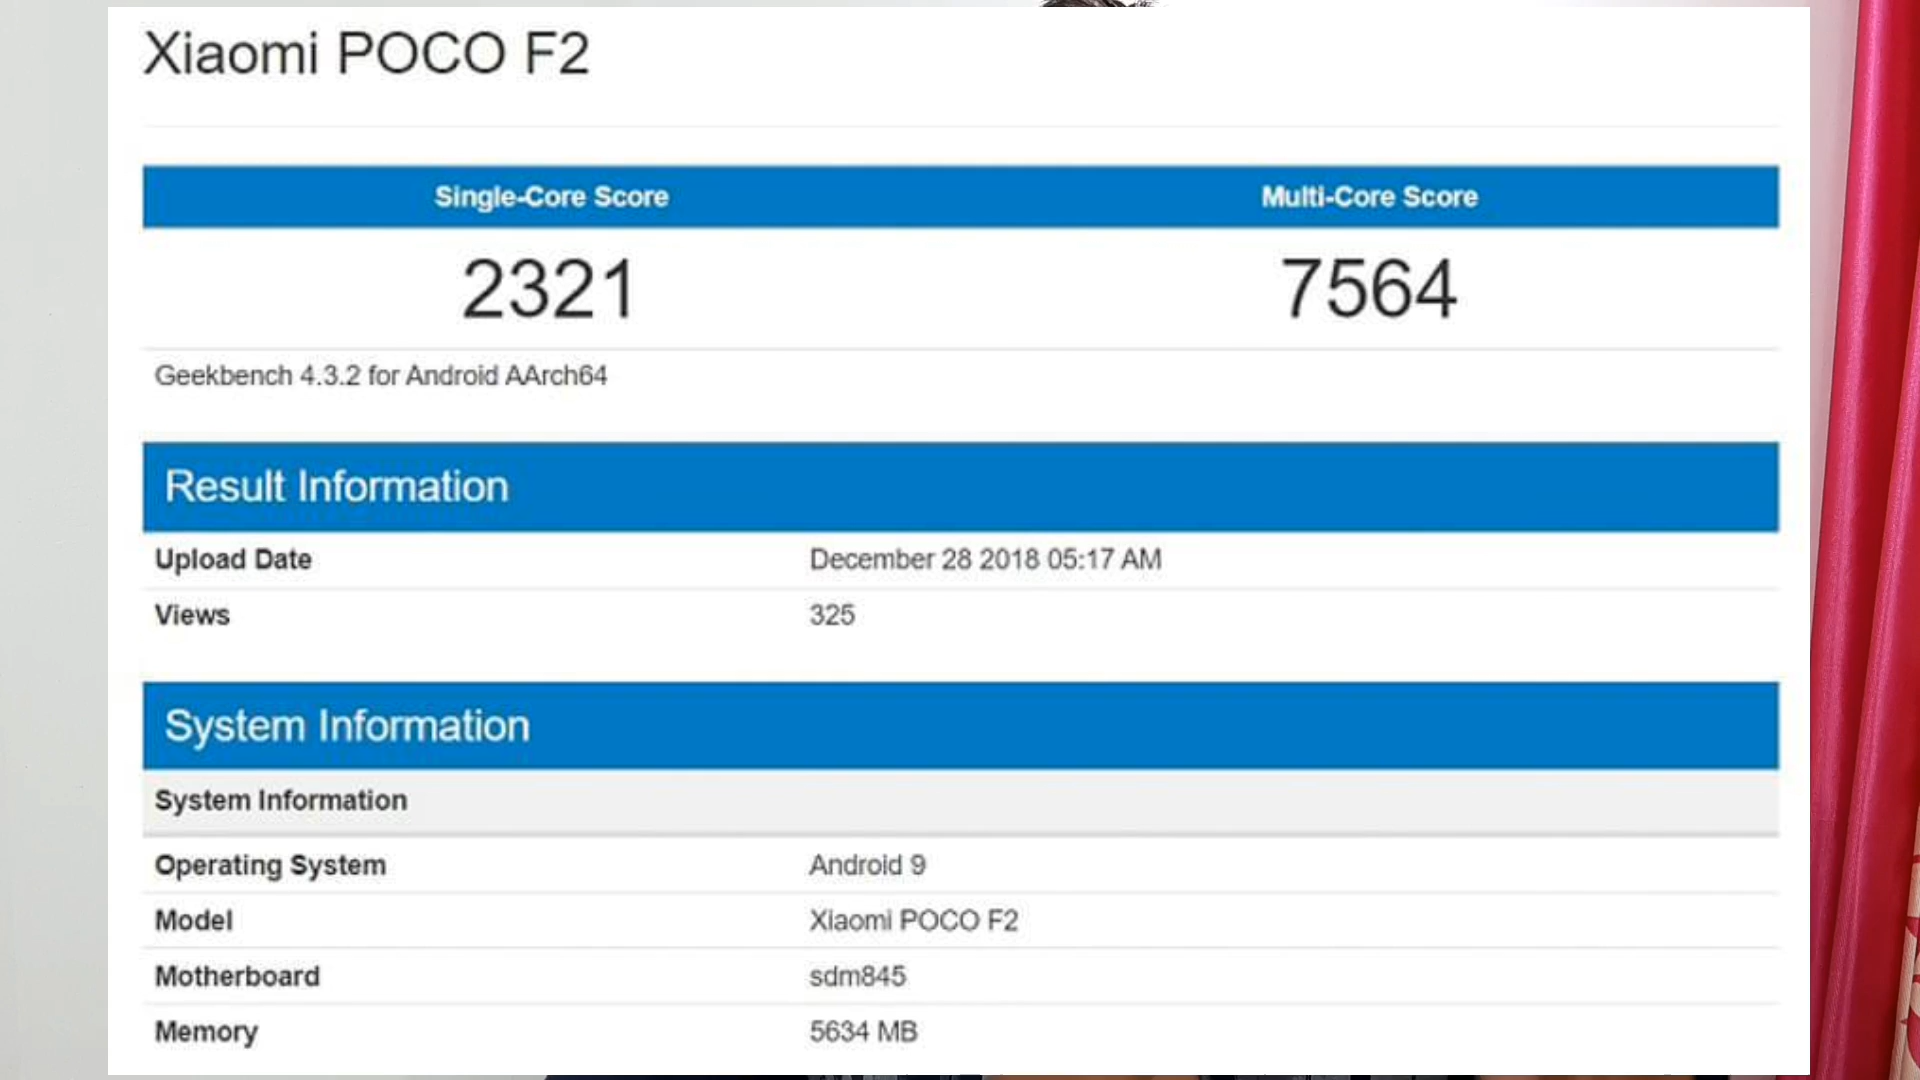 Xiaomi POCO F2
Single-Core Score Multi-Core Score
2321 7564
Geekbench 4.3.2 for Android AArch64
Result Information
Upload Date December 28 2018 05:17 AM
Views 325
System Information
System Information
Operating System Android 9
Model Xiaomi POCO F2
Motherboard sdm845
Memory 5634 MB